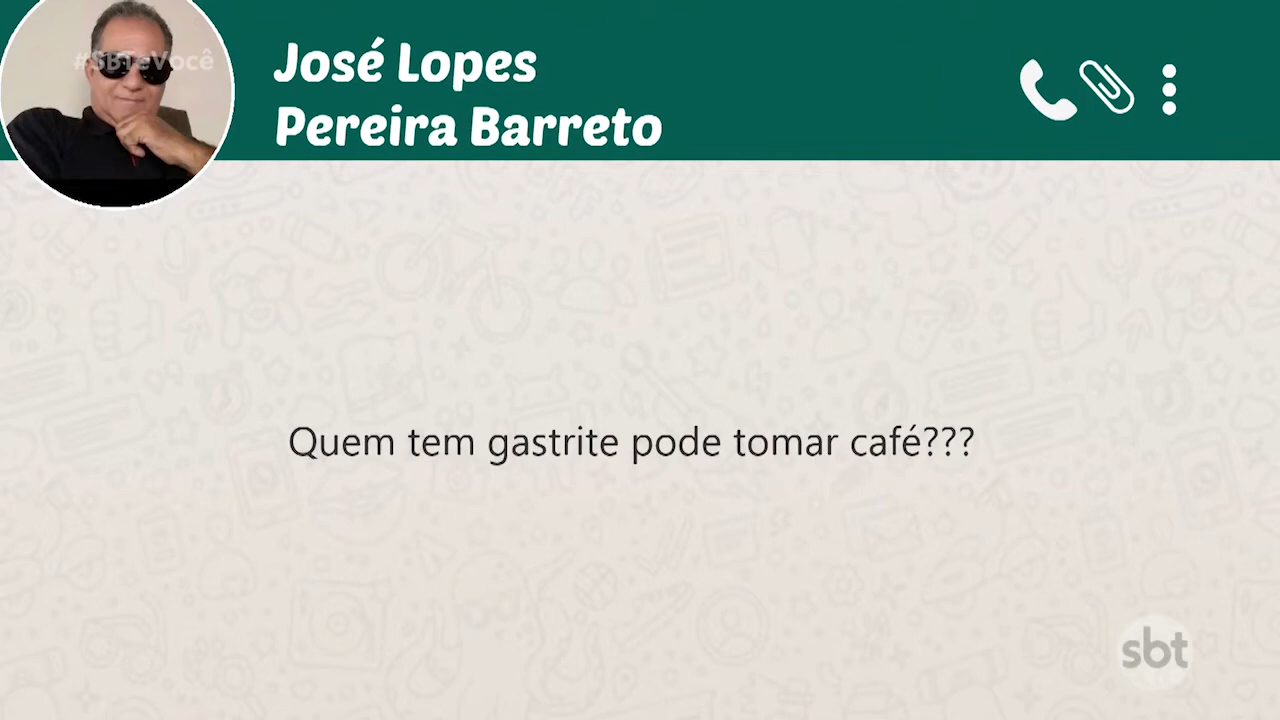 #SBTeVocê
José Lopes
Pereira Barreto
Quem tem gastrite pode tomar café???
sbt